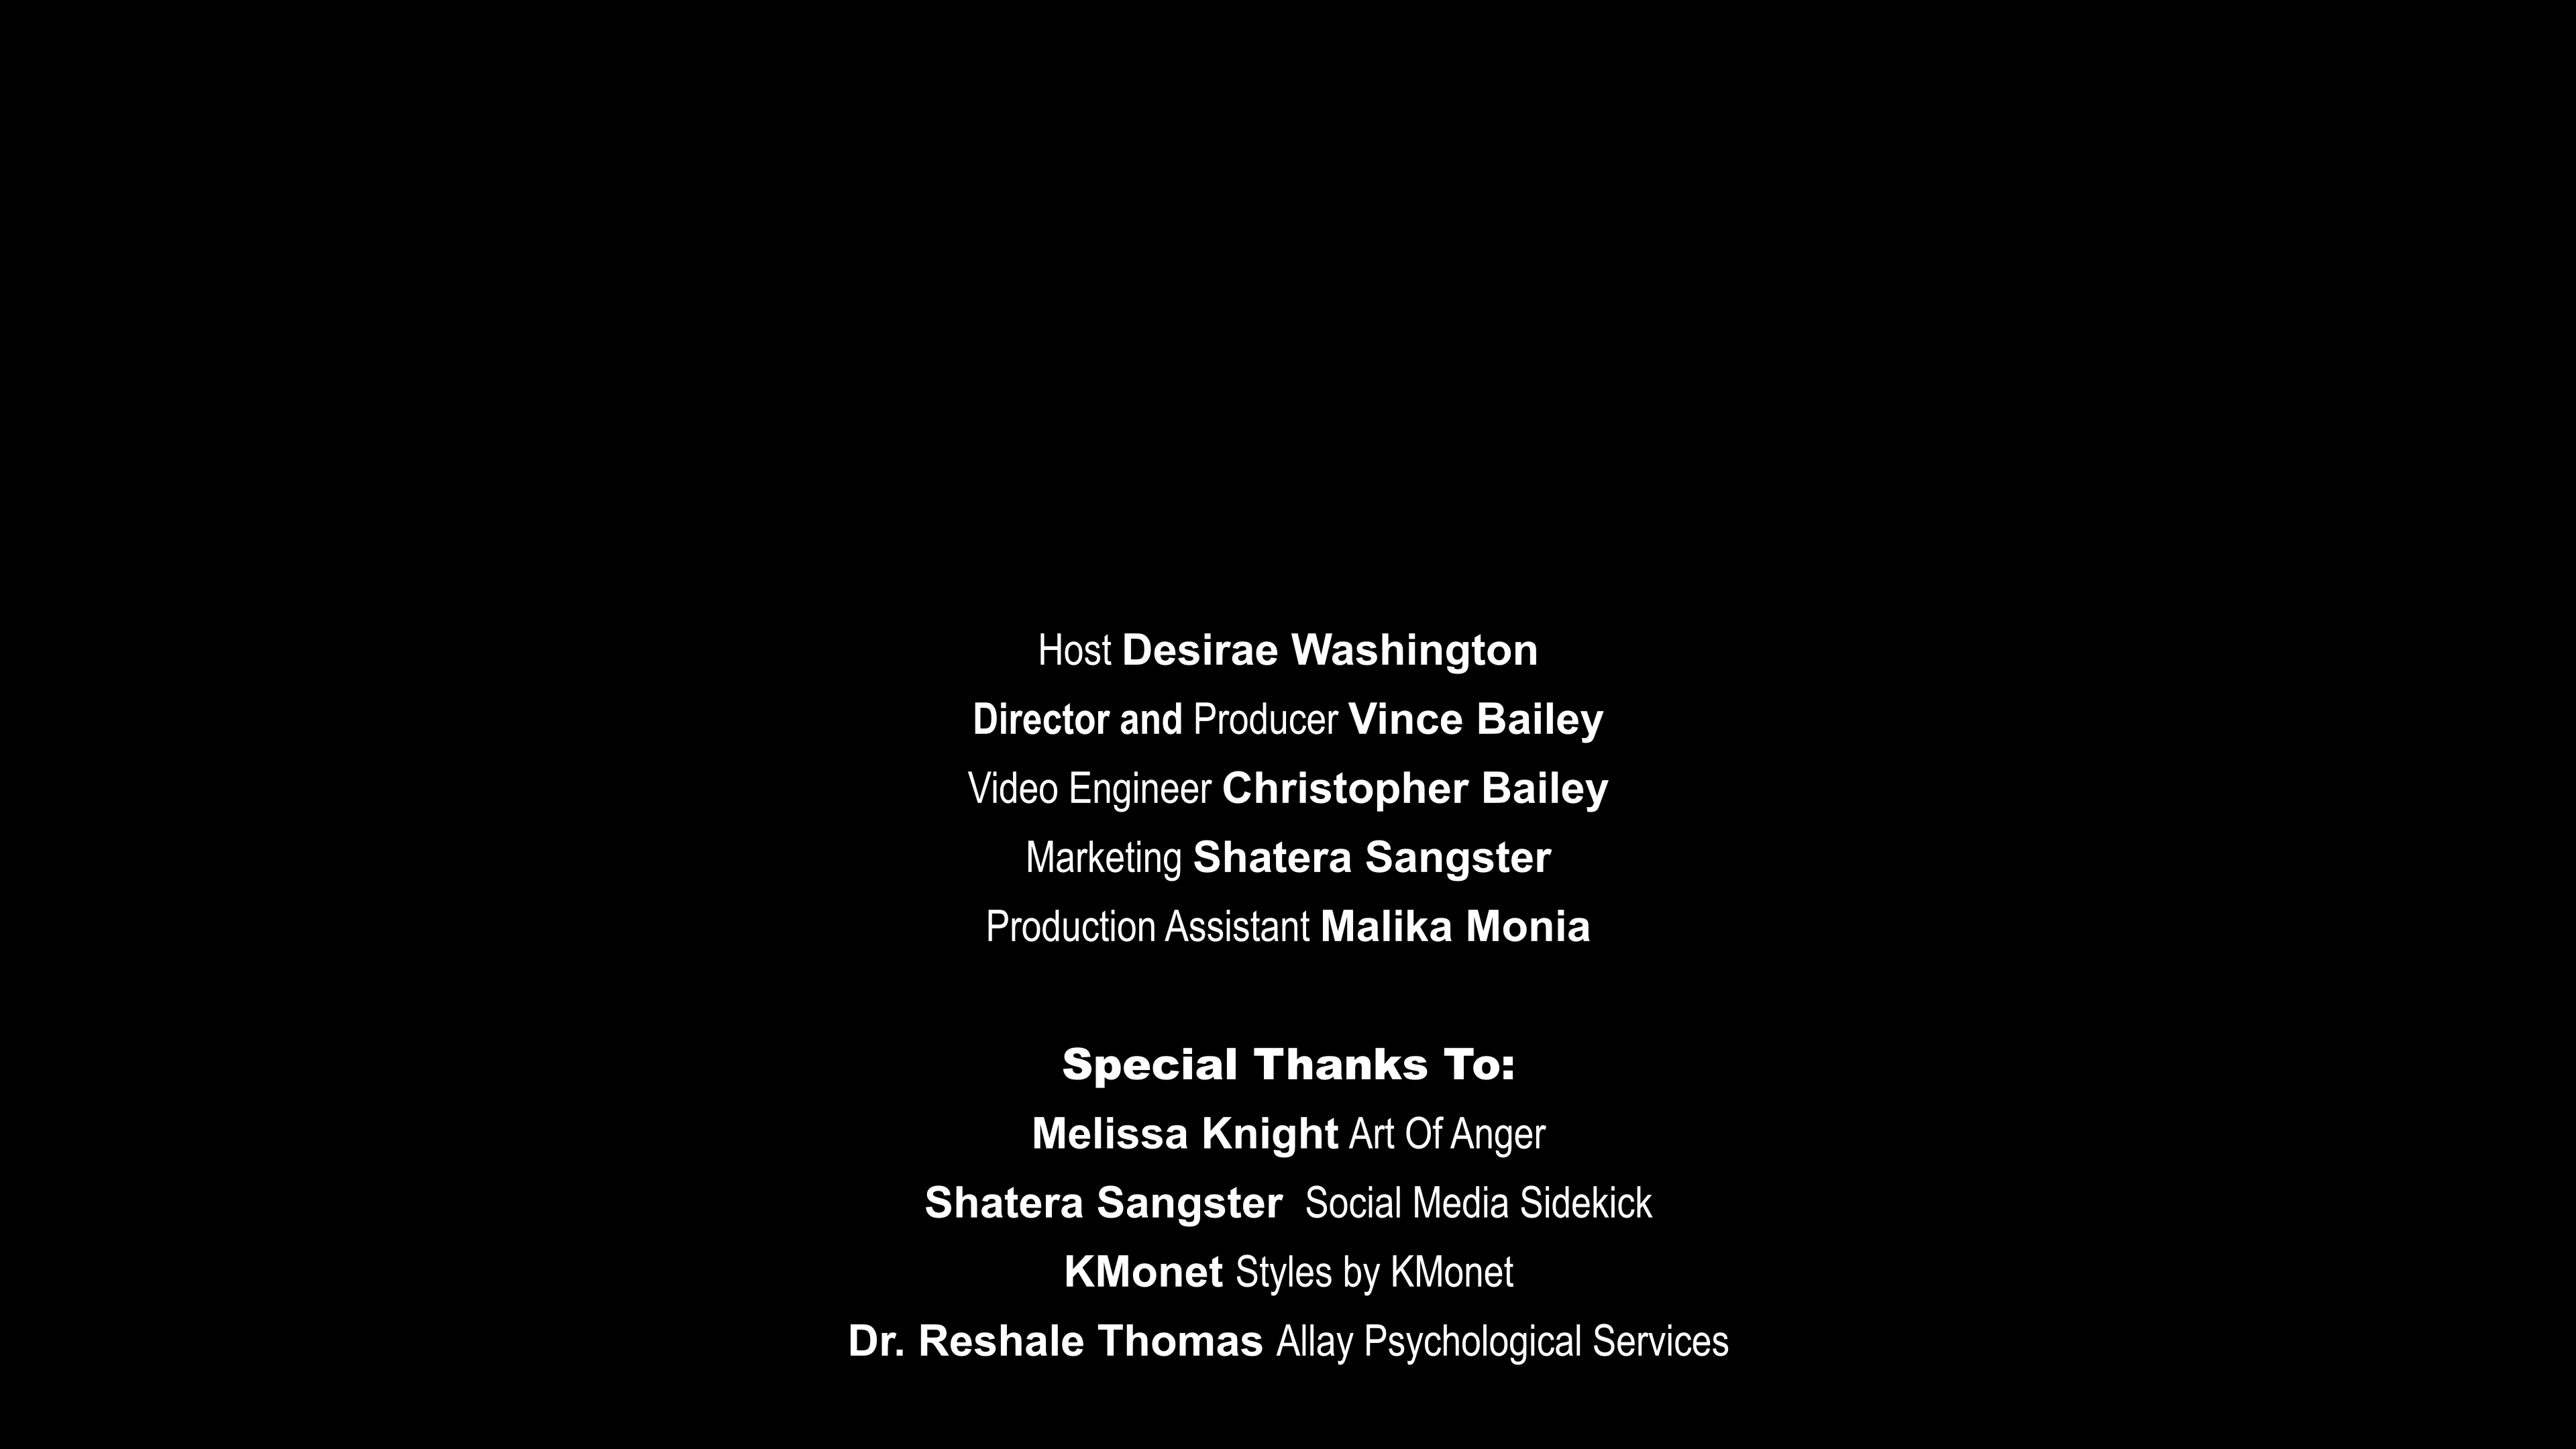 Host Desirae Washington
Director and Producer Vince Bailey
Video Engineer Christopher Bailey
Marketing Shatera Sangster
Production Assistant Malika Monia
Special Thanks To:
Melissa Knight Art Of Anger
Shatera Sangster  Social Media Sidekick
KMonet Styles by KMonet
Dr. Reshale Thomas Allay Psychological Services